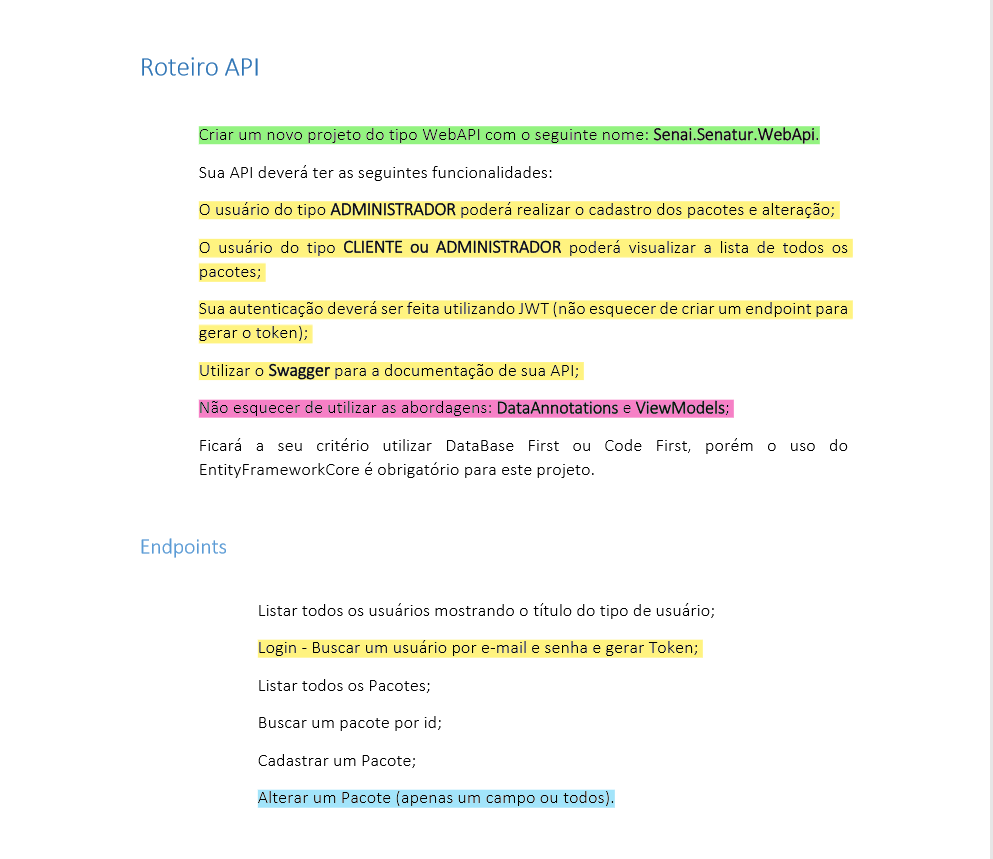 Roteiro API
Criar um novo projeto do tipo WebAPI com o seguinte nome: Senai.Senatur.WebApi.
Sua API deverá ter as seguintes funcionalidades:
O usuário do tipo ADMINISTRADOR poderá realizar o cadastro dos pacotes e alteração;
O usuário do tipo CLIENTE ou ADMINISTRADOR poderá visualizar a lista de todos os
pacotes;
Sua autenticação deverá ser feita utilizando JWT (não esquecer de criar um endpoint para
gerar o token);
Utilizar o Swagger para a documentação de sua API;
Não esquecer de utilizar as abordagens: DataAnnotations e ViewModels;
Ficará a seu critério utilizar DataBase First ou Code First, porém o uso do
EntityFrameworkCore é obrigatório para este projeto.
Endpoints
Listar todos os usuários mostrando o título do tipo de usuário;
Login - Buscar um usuário por e-mail e senha e gerar Token;
Listar todos os Pacotes;
Buscar um pacote por id;
Cadastrar um Pacote;
Alterar um Pacote (apenas um campo ou todos).